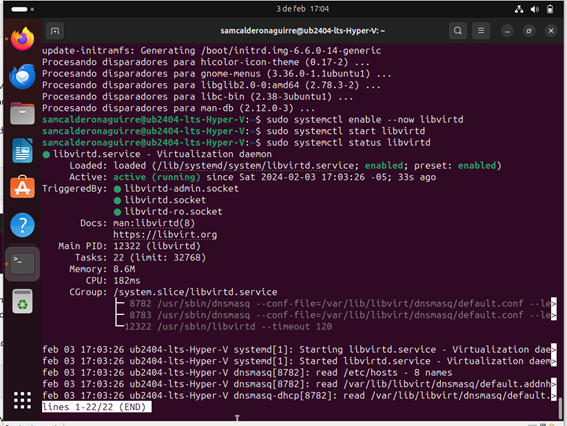 3 de feb 17:04
samcalderonaguirre@ub2404-lts-Hyper-V: ~
update-initramfs: Generating /boot/initrd.img-6.6.0-14-generic
Procesando disparadores para hicolor-icon-theme (0.17-2) ...
Procesando disparadores para gnome-menus (3.36.0-1.1ubuntu1) ...
Procesando disparadores para libglib2.0-0:amd64 (2.78.3-2) ...
Procesando disparadores para libc-bin (2.38-3ubuntu1) ...
Procesando disparadores para man-db (2.12.0-3) ...
samcalderonaguirre@ub2404-lts-Hyper-V:~$ sudo systemctl enable --now libvirtd
samcalderonaguirre@ub2404-lts-Hyper-V:~$ sudo systemctl start libvirtd
samcalderonaguirre@ub2404-lts-Hyper-V:~$ sudo systemctl status libvirtd
● libvirtd.service - Virtualization daemon
Loaded: loaded (/lib/systemd/system/libvirtd.service; enabled; preset: enabled)
Active: active (running) since Sat 2024-02-03 17:03:26 -05; 33s ago
TriggeredBy: ● libvirtd-admin.socket
● libvirtd.socket
● libvirtd-ro.socket
Docs: man:libvirtd(8)
https://libvirt.org
Main PID: 12322 (libvirtd)
Tasks: 22 (limit: 32768)
Memory: 8.6M
CPU: 182ms
CGroup: /system.slice/libvirtd.service
├─ 8782 /usr/sbin/dnsmasq --conf-file=/var/lib/libvirt/dnsmasq/default.conf --le>
├─ 8783 /usr/sbin/dnsmasq --conf-file=/var/lib/libvirt/dnsmasq/default.conf --le>
└─12322 /usr/sbin/libvirtd --timeout 120
feb 03 17:03:26 ub2404-lts-Hyper-V systemd[1]: Starting libvirtd.service - Virtualization dae>
feb 03 17:03:26 ub2404-lts-Hyper-V systemd[1]: Started libvirtd.service - Virtualization daem>
feb 03 17:03:26 ub2404-lts-Hyper-V dnsmasq[8782]: read /etc/hosts - 8 names
feb 03 17:03:26 ub2404-lts-Hyper-V dnsmasq[8782]: read /var/lib/libvirt/dnsmasq/default.addnh>
feb 03 17:03:26 ub2404-lts-Hyper-V dnsmasq-dhcp[8782]: read /var/lib/libvirt/dnsmasq/default.>
lines 1-22/22 (END)